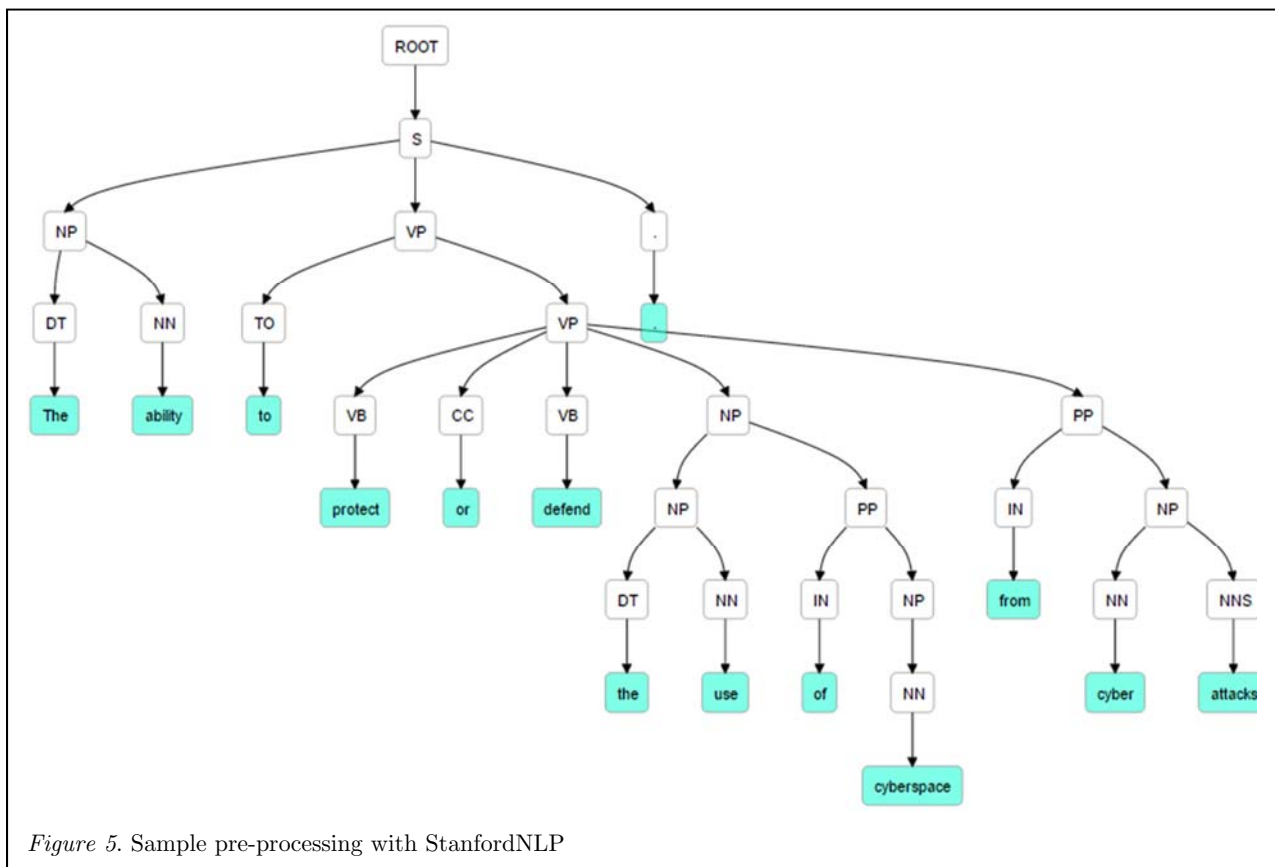 ROOT
S
NP VP .
DT NN TO VP .
The ability to VB CC VB NP PP
protect or defend NP PP IN NP
DT NN IN NP from NN NNS
the use of NN cyber attacks
cyberspace
Figure 5. Sample pre-processing with StanfordNLP